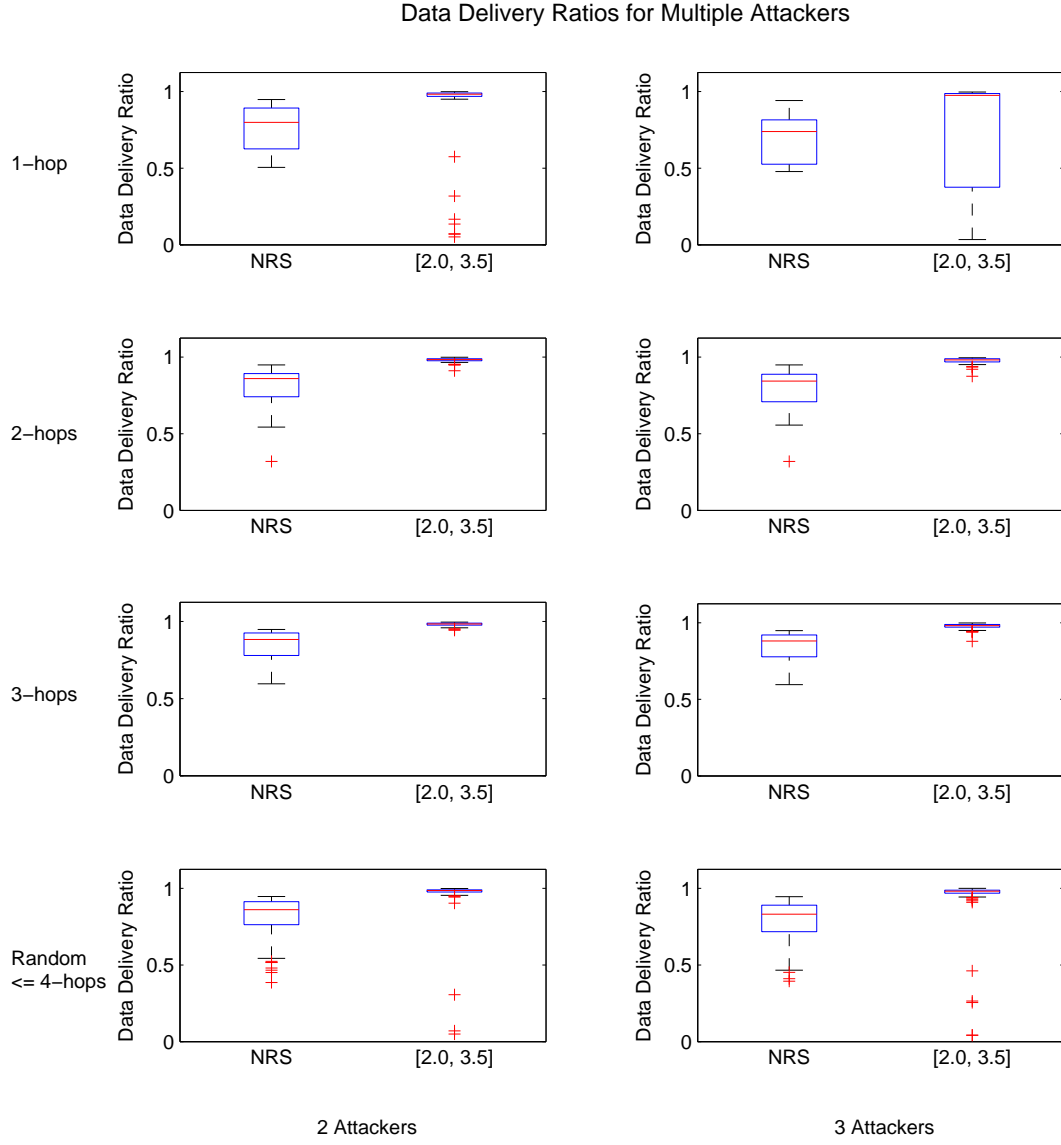 Data Delivery Ratios for Multiple Attackers
1−hop
Data Delivery Ratio
1
0.5
0
NRS
[2.0, 3.5]
Data Delivery Ratio
1
0.5
0
NRS
[2.0, 3.5]
2−hops
Data Delivery Ratio
1
0.5
0
NRS
[2.0, 3.5]
Data Delivery Ratio
1
0.5
0
NRS
[2.0, 3.5]
3−hops
Data Delivery Ratio
1
0.5
0
NRS
[2.0, 3.5]
Data Delivery Ratio
1
0.5
0
NRS
[2.0, 3.5]
Random
<= 4−hops
Data Delivery Ratio
1
0.5
0
NRS
[2.0, 3.5]
Data Delivery Ratio
1
0.5
0
NRS
[2.0, 3.5]
2 Attackers
3 Attackers